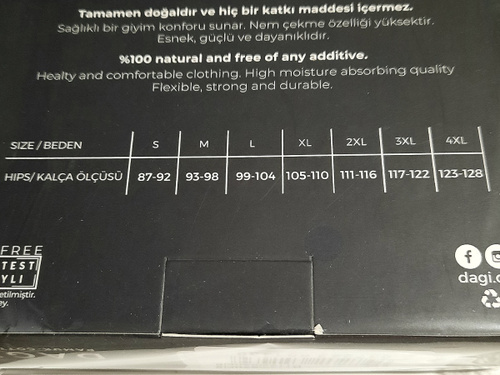 Tamamen doğaldır ve hiç bir katkı maddesi içermez.
Sağlıklı bir giyim konforu sunar. Nem çekme özelliği yüksektir.
Esnek, güçlü ve dayanıklıdır.
%100 natural and free of any additive.
Healty and comfortable clothing. High moisture absorbing quality
Flexible, strong and durable.
SIZE / BEDEN S M L XL 2XL 3XL 4XL
HIPS/ KALÇA ÖLÇÜSÜ 87-92 93-98 99-104 105-110 111-116 117-122 123-128
FREE
TEST
YLI
etilmiştir.
ey.
dagi.c